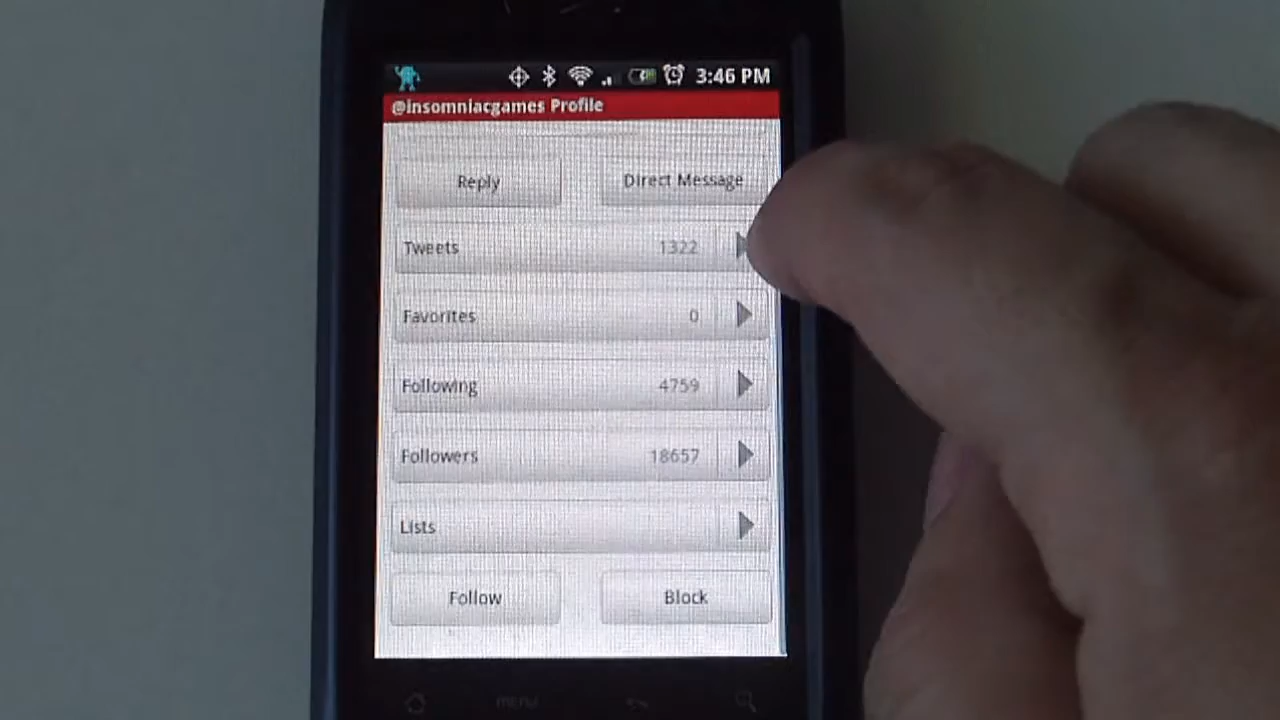 3:46 PM
@insomniacgames Profile
Reply Direct Message
Tweets 1322
Favorites 0
Following 4759
Followers 18657
Lists
Follow Block
menu